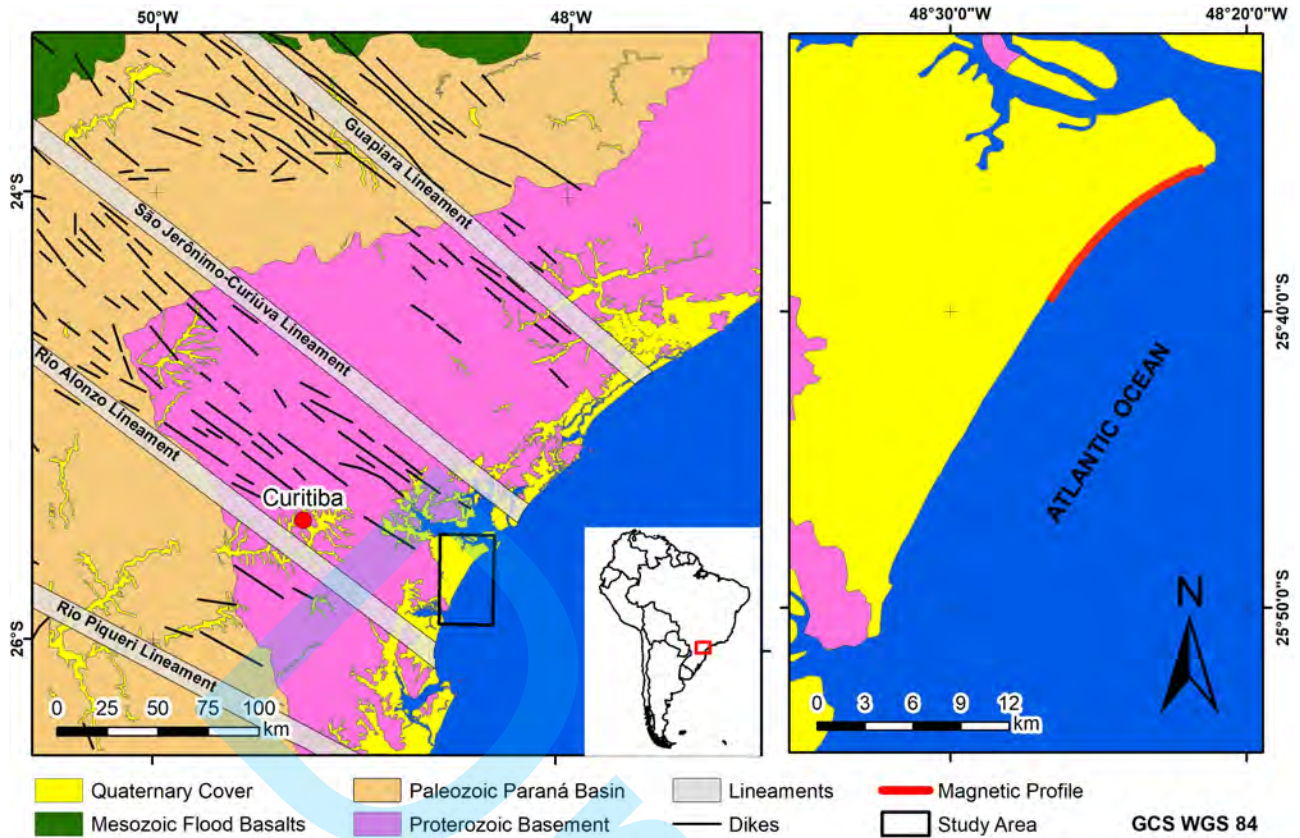 50°W
48°W
48°30'0"W
48°20'0"W
24°S
26°S
Guapiara Lineament
São Jerônimo-Curiúva Lineament
Rio Alonzo Lineament
Curitiba
Rio Piqueri Lineament
0 25 50 75 100
km
25°40'0"S
25°50'0"S
ATLANTIC OCEAN
N
0 3 6 9 12
km
Quaternary Cover
Paleozoic Paraná Basin
Lineaments
Magnetic Profile
Mesozoic Flood Basalts
Proterozoic Basement
Dikes
Study Area
GCS WGS 84